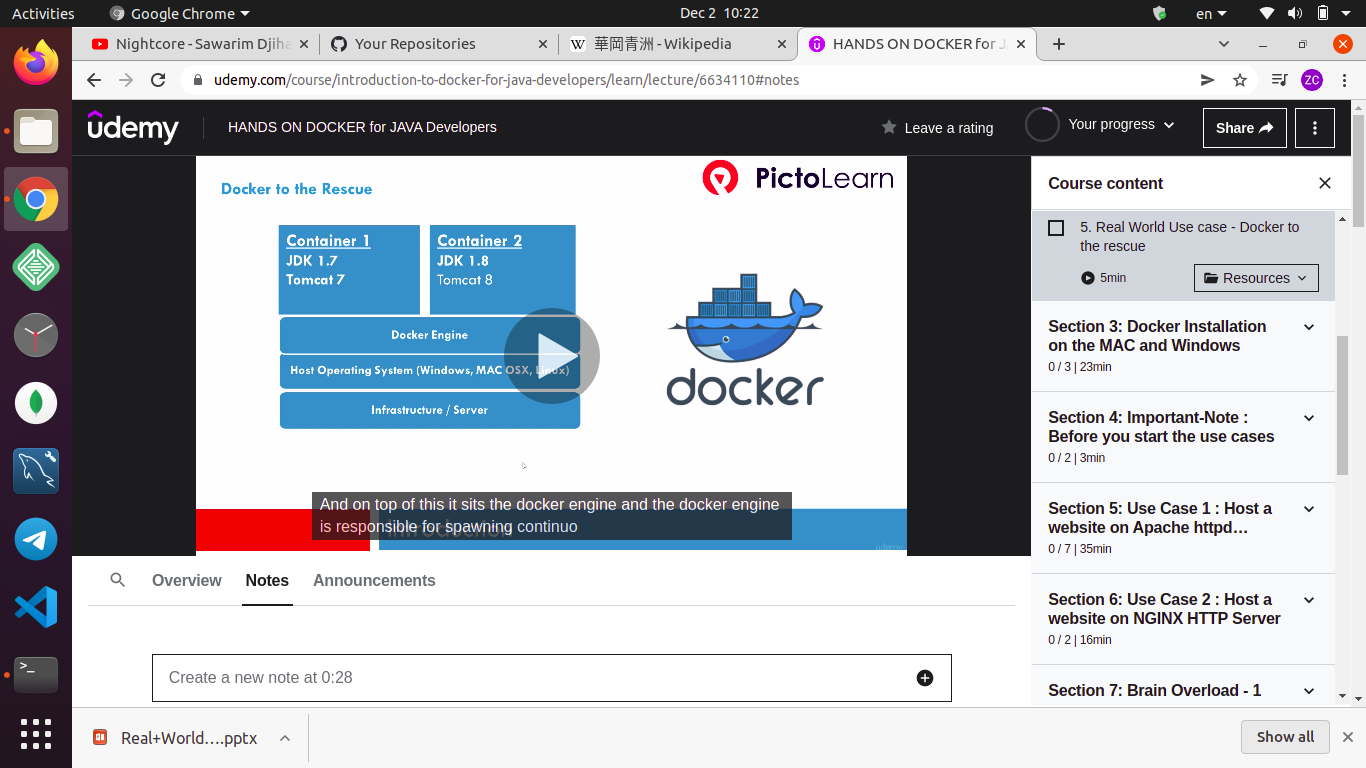 Activities
Google Chrome
Dec 2 10:22
en
Nightcore - Sawarim Djiha
Your Repositories
華岡青洲 - Wikipedia
HANDS ON DOCKER for J
udemy.com/course/introduction-to-docker-for-java-developers/learn/lecture/6634110#notes
ZC
udemy
HANDS ON DOCKER for JAVA Developers
Leave a rating
Your progress
Share
Docker to the Rescue
PictoLearn
Container 1
JDK 1.7
Tomcat 7
Container 2
JDK 1.8
Tomcat 8
Docker Engine
Host Operating System (Windows, MAC OSX, Linux)
Infrastructure / Server
docker
And on top of this it sits the docker engine and the docker engine
is responsible for spawning continuo
Introduction
udemy
Course content
5. Real World Use case - Docker to
the rescue
5min
Resources
Section 3: Docker Installation
on the MAC and Windows
0 / 3 | 23min
Section 4: Important-Note :
Before you start the use cases
0 / 2 | 3min
Section 5: Use Case 1 : Host a
website on Apache httpd…
0 / 7 | 35min
Section 6: Use Case 2 : Host a
website on NGINX HTTP Server
0 / 2 | 16min
Section 7: Brain Overload - 1
Overview
Notes
Announcements
Create a new note at 0:28
Real+World….pptx
Show all